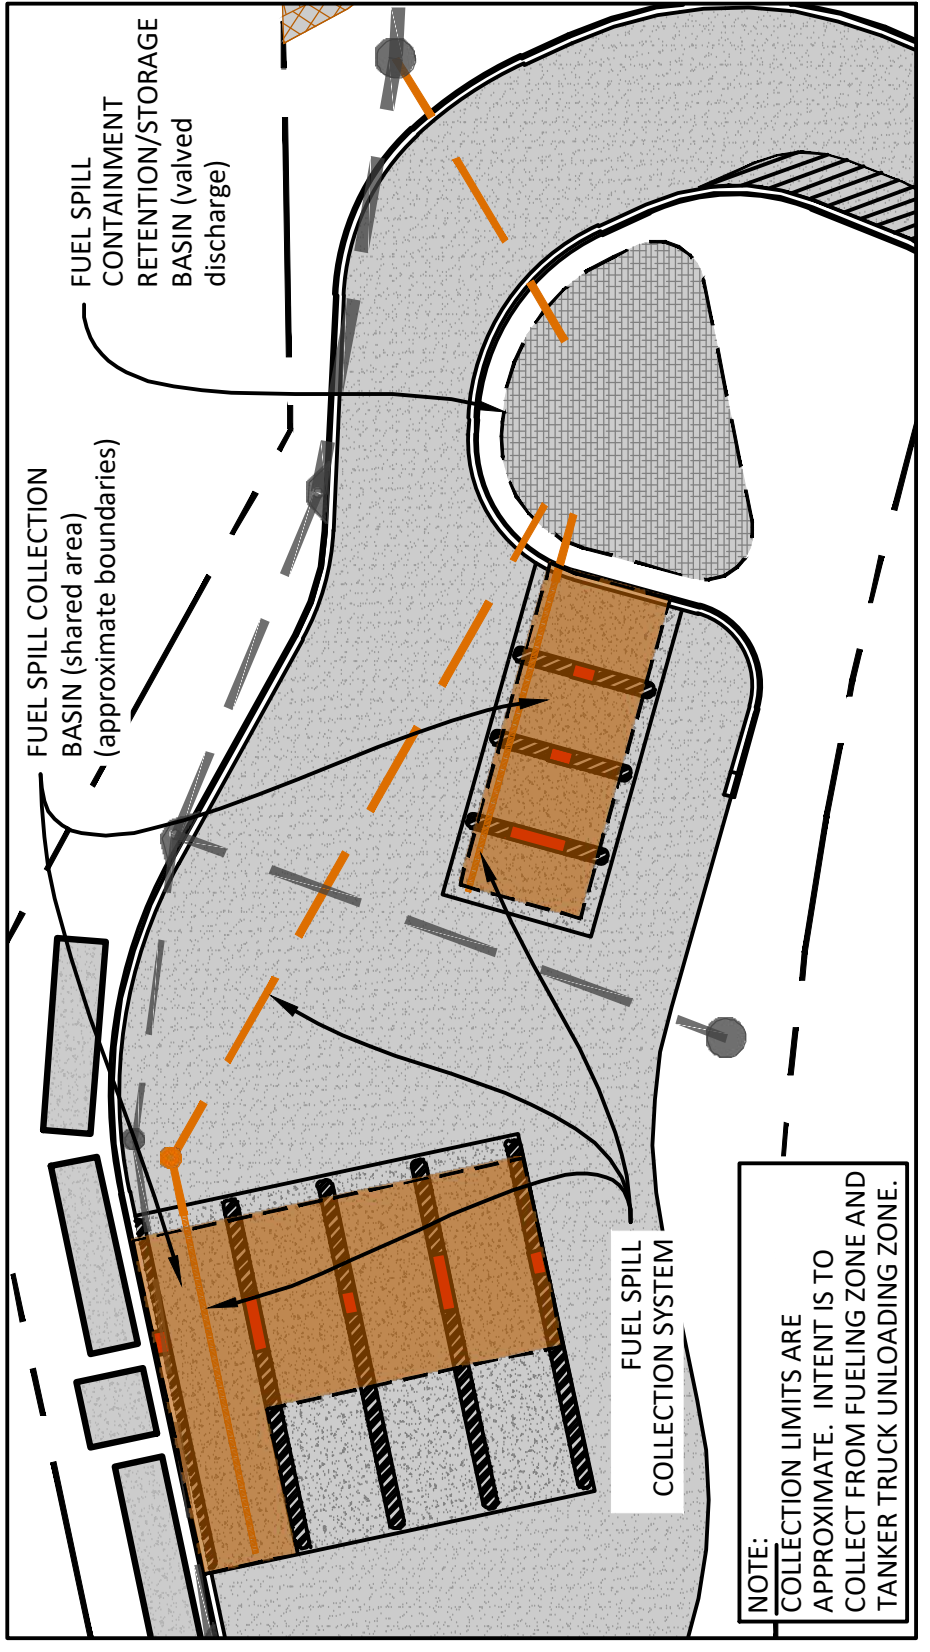 FUEL SPILL
CONTAINMENT
RETENTION/STORAGE
BASIN (valved
discharge)
FUEL SPILL COLLECTION
BASIN (shared area)
(approximate boundaries)
FUEL SPILL
COLLECTION SYSTEM
NOTE:
COLLECTION LIMITS ARE
APPROXIMATE. INTENT IS TO
COLLECT FROM FUELING ZONE AND
TANKER TRUCK UNLOADING ZONE.